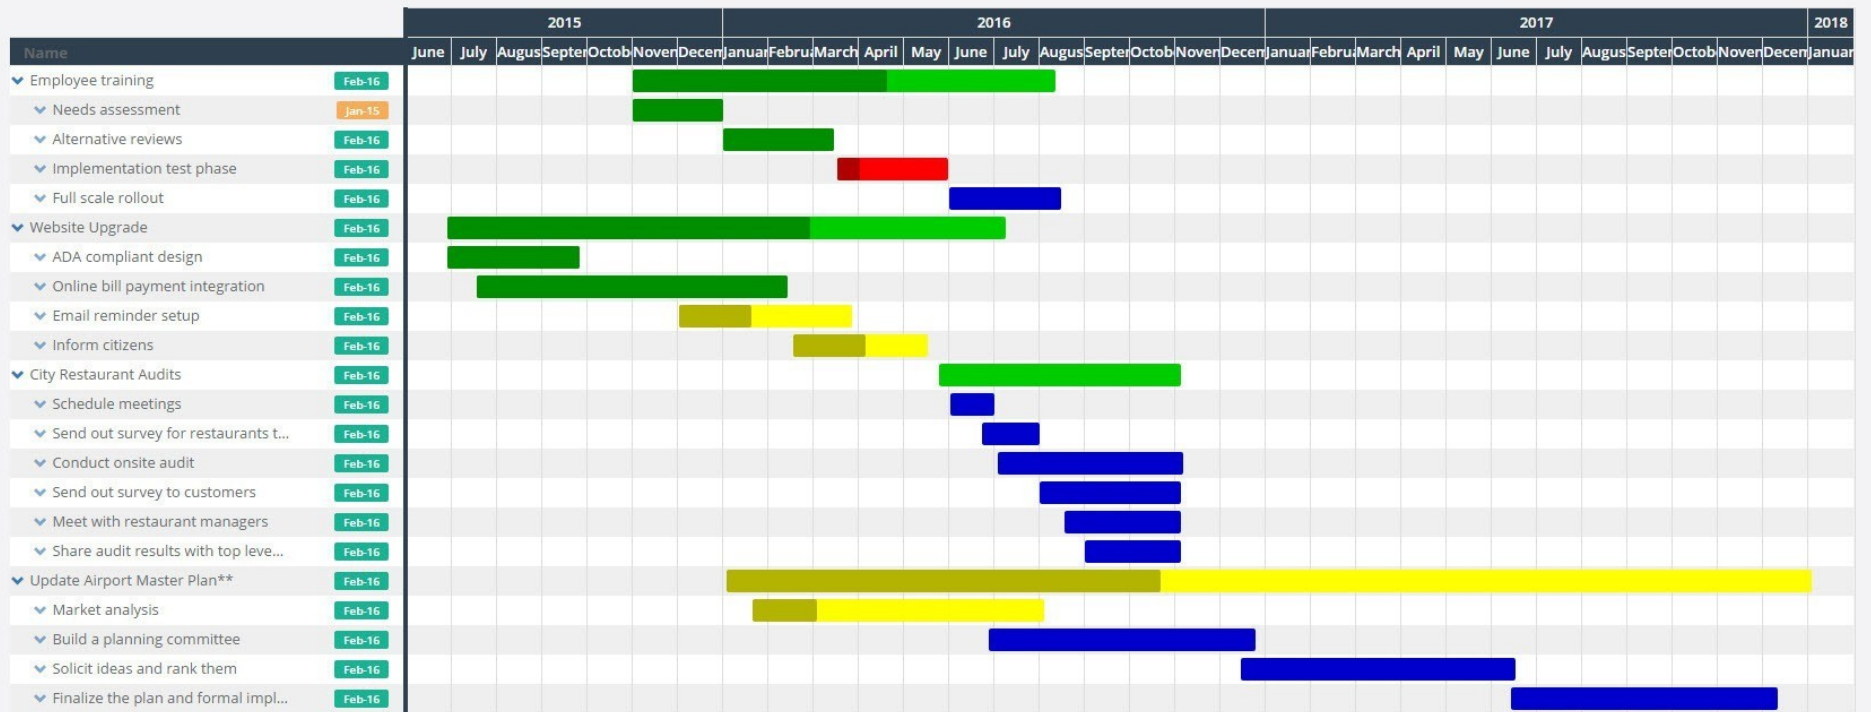 2015 2016 2017 2018
Name June July Augus Septer Octob Noven Decen Januar Februa March April May June July Augus Septer Octob Noven Decen Januar Februa March April May June July Augus Septer Octob Noven Decen Januar
Employee training Feb-16
Needs assessment Jan-15
Alternative reviews Feb-16
Implementation test phase Feb-16
Full scale rollout Feb-16
Website Upgrade Feb-16
ADA compliant design Feb-16
Online bill payment integration Feb-16
Email reminder setup Feb-16
Inform citizens Feb-16
City Restaurant Audits Feb-16
Schedule meetings Feb-16
Send out survey for restaurants t... Feb-16
Conduct onsite audit Feb-16
Send out survey to customers Feb-16
Meet with restaurant managers Feb-16
Share audit results with top leve... Feb-16
Update Airport Master Plan** Feb-16
Market analysis Feb-16
Build a planning committee Feb-16
Solicit ideas and rank them Feb-16
Finalize the plan and formal impl... Feb-16